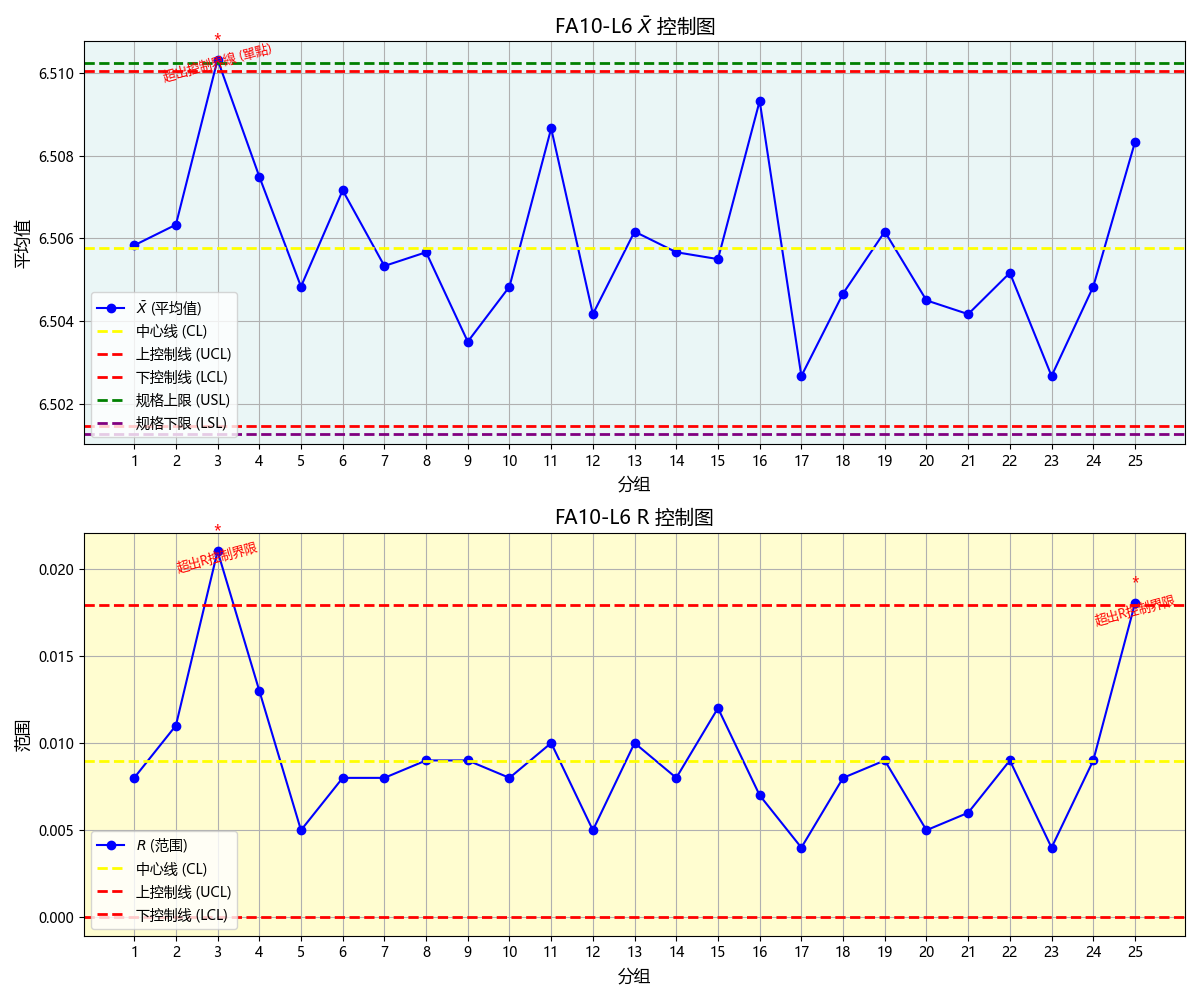 FA10-L6 X̄ 控制图
*
超出控制界線 (單點)
平均值
6.510
6.508
6.506
6.504
6.502
X̄ (平均值)
中心线 (CL)
上控制线 (UCL)
下控制线 (LCL)
规格上限 (USL)
规格下限 (LSL)
1 2 3 4 5 6 7 8 9 10 11 12 13 14 15 16 17 18 19 20 21 22 23 24 25
分组
FA10-L6 R 控制图
*
超出R控制界限
*
超出R控制界限
范围
0.020
0.015
0.010
0.005
0.000
R (范围)
中心线 (CL)
上控制线 (UCL)
下控制线 (LCL)
1 2 3 4 5 6 7 8 9 10 11 12 13 14 15 16 17 18 19 20 21 22 23 24 25
分组